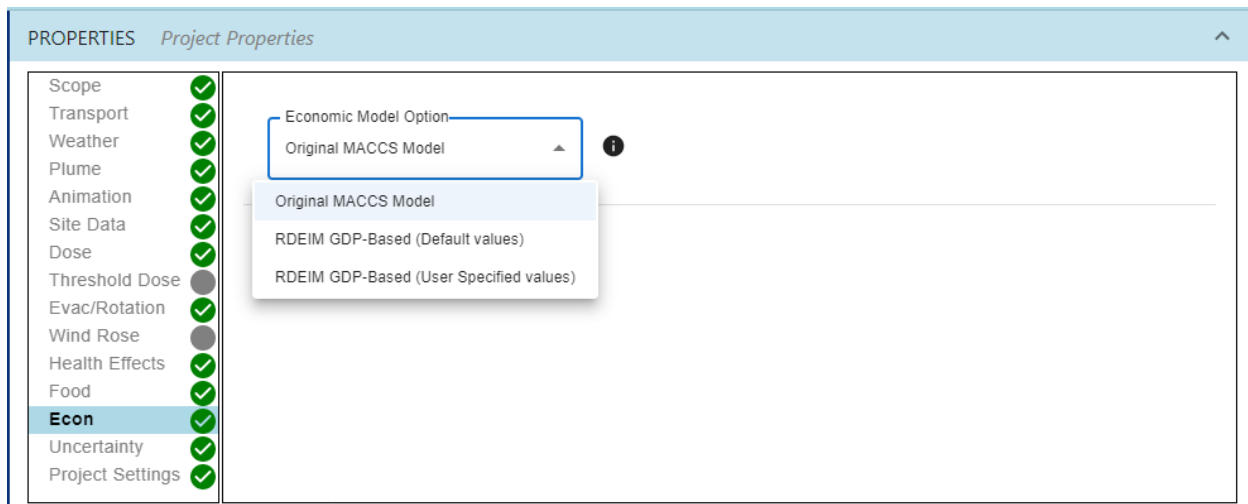 PROPERTIES Project Properties
Scope
Transport
Weather
Plume
Animation
Site Data
Dose
Threshold Dose
Evac/Rotation
Wind Rose
Health Effects
Food
Econ
Uncertainty
Project Settings
Economic Model Option
Original MACCS Model
Original MACCS Model
RDEIM GDP-Based (Default values)
RDEIM GDP-Based (User Specified values)